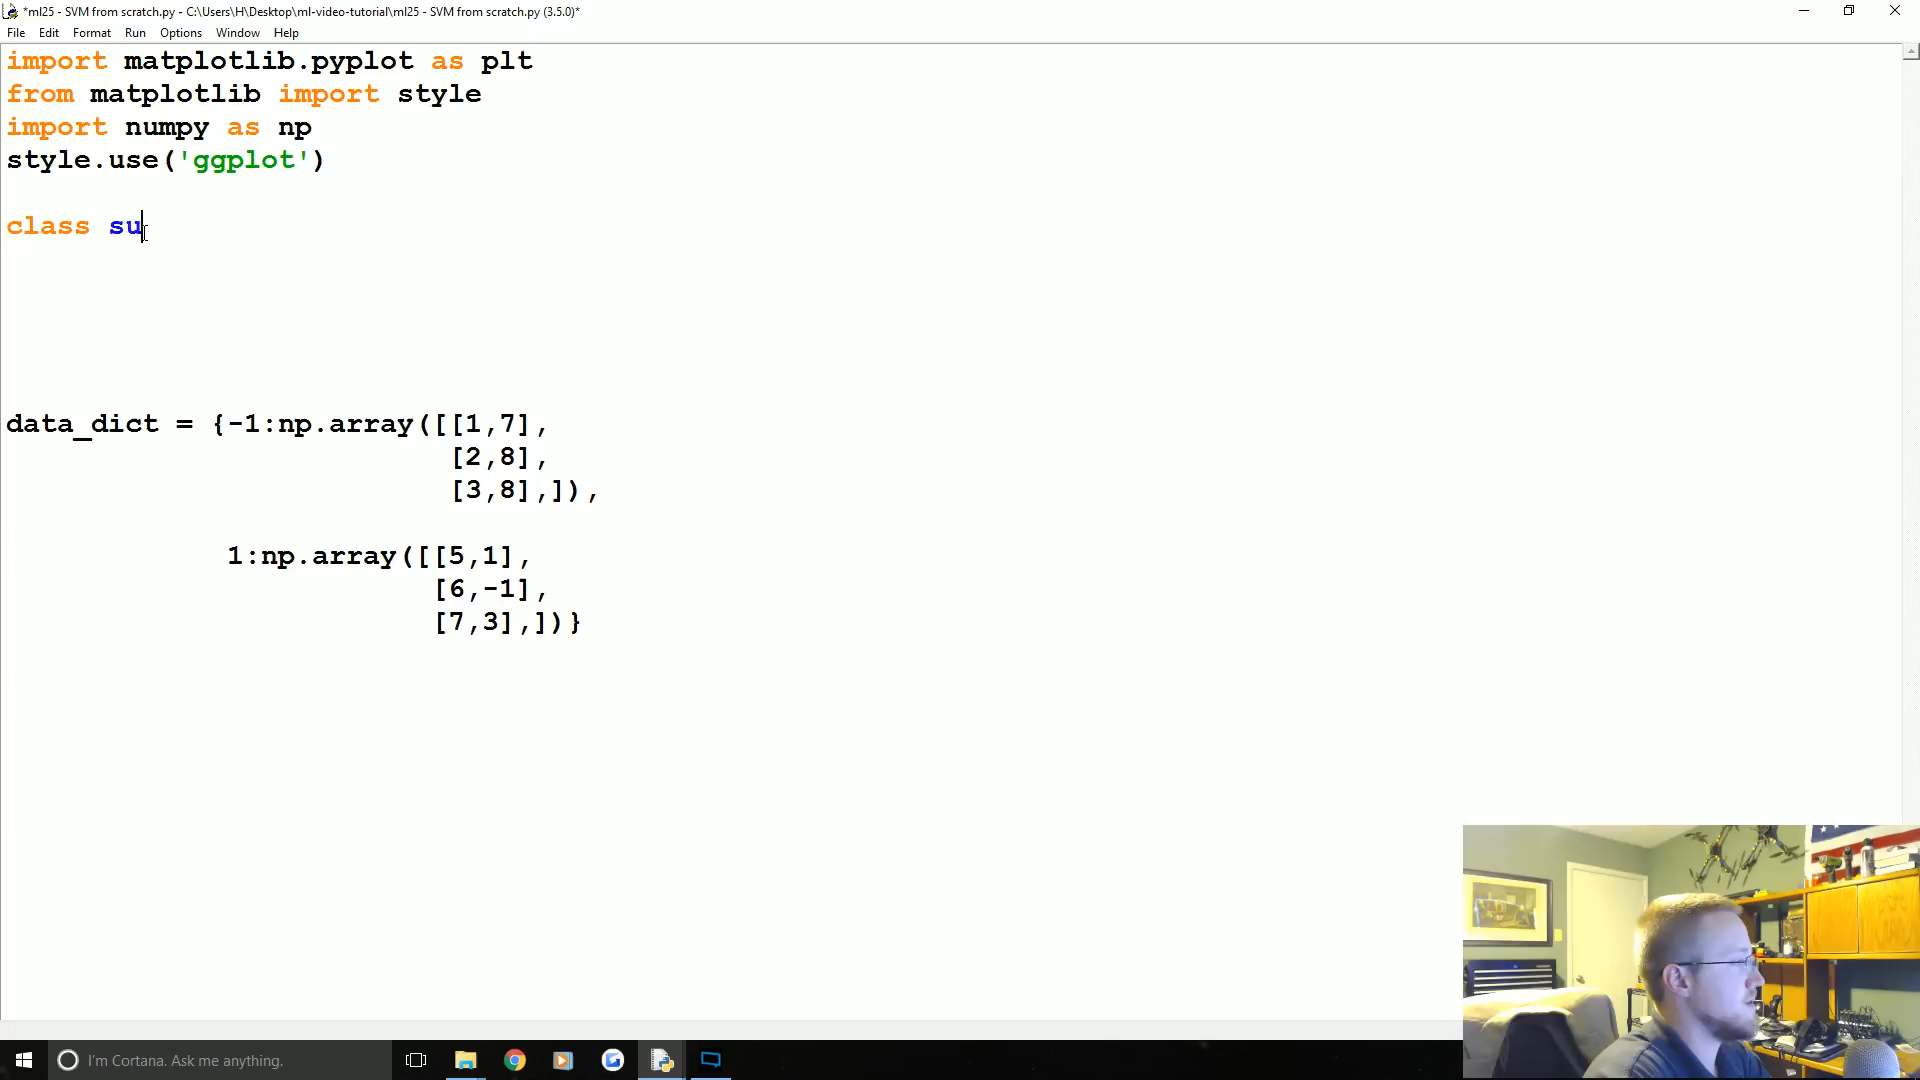 *ml25 - SVM from scratch.py - C:\Users\H\Desktop\ml-video-tutorial\ml25 - SVM from scratch.py (3.5.0)*
File Edit Format Run Options Window Help
import matplotlib.pyplot as plt
from matplotlib import style
import numpy as np
style.use('ggplot')
class su
data_dict = {-1:np.array([[1,7],
[2,8],
[3,8],]),
1:np.array([[5,1],
[6,-1],
[7,3],])}
I'm Cortana. Ask me anything.